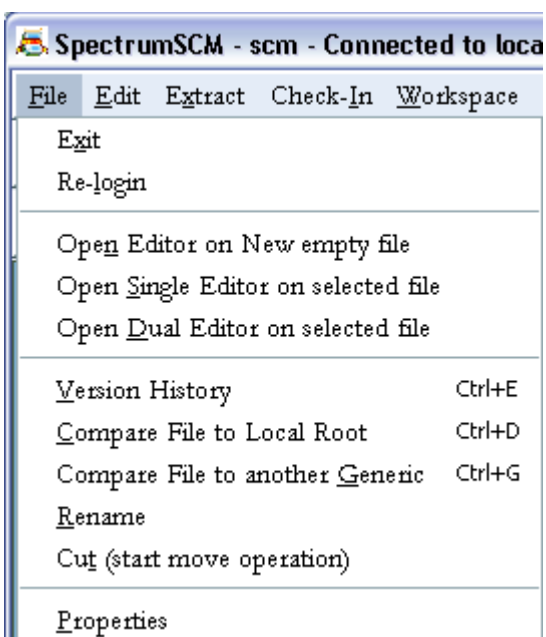 SpectrumSCM - scm - Connected to loca
File Edit Extract Check-In Workspace
Exit
Re-login
Open Editor on New empty file
Open Single Editor on selected file
Open Dual Editor on selected file
Version History Ctrl+E
Compare File to Local Root Ctrl+D
Compare File to another Generic Ctrl+G
Rename
Cut (start move operation)
Properties